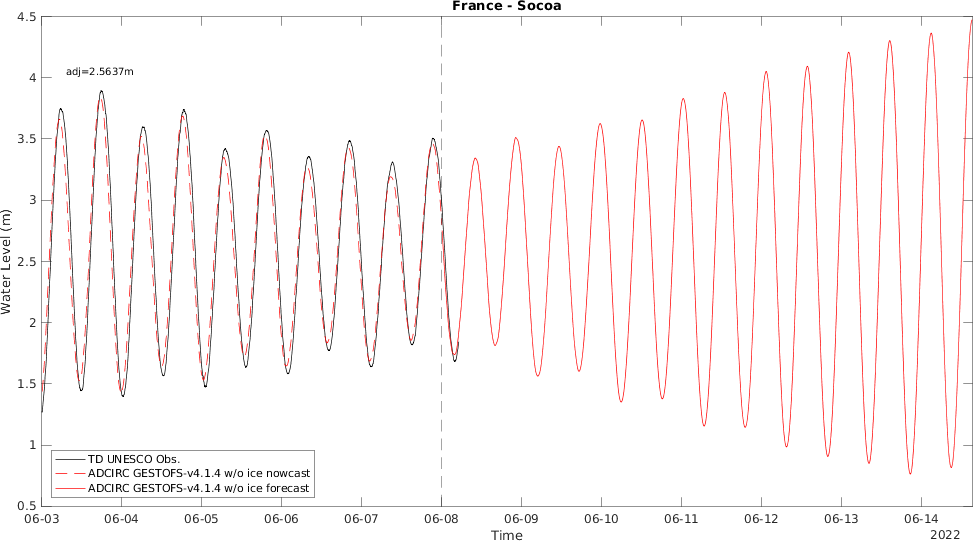 France - Socoa
4.5
4
3.5
3
2.5
2
1.5
1
0.5
Water Level (m)
adj=2.5637m
TD UNESCO Obs.
ADCIRC GESTOFS-v4.1.4 w/o ice nowcast
ADCIRC GESTOFS-v4.1.4 w/o ice forecast
06-03 06-04 06-05 06-06 06-07 06-08 06-09 06-10 06-11 06-12 06-13 06-14
Time
2022